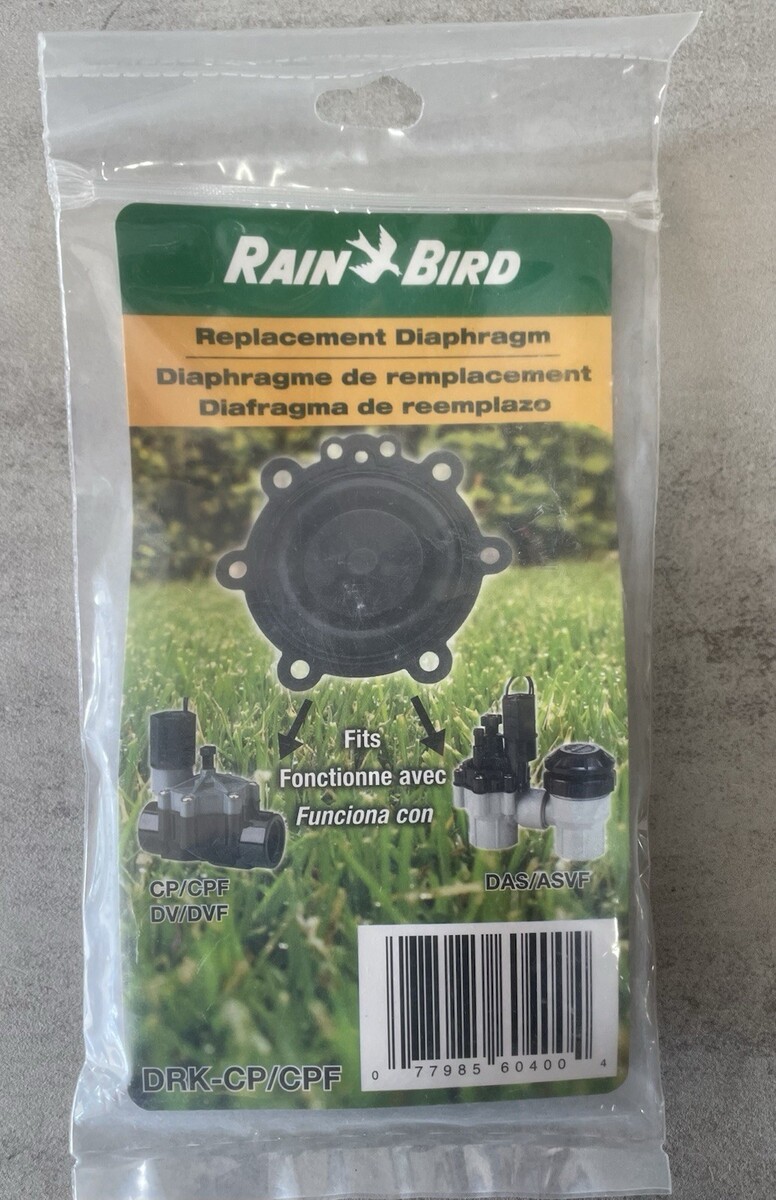 RAIN BIRD
Replacement Diaphragm
Diaphragme de remplacement
Diafragma de reemplazo
Fits
Fonctionne avec
Funciona con
CP/CPF
DV/DVF
DAS/ASVF
DRK-CP/CPF
0 77985 60400 4